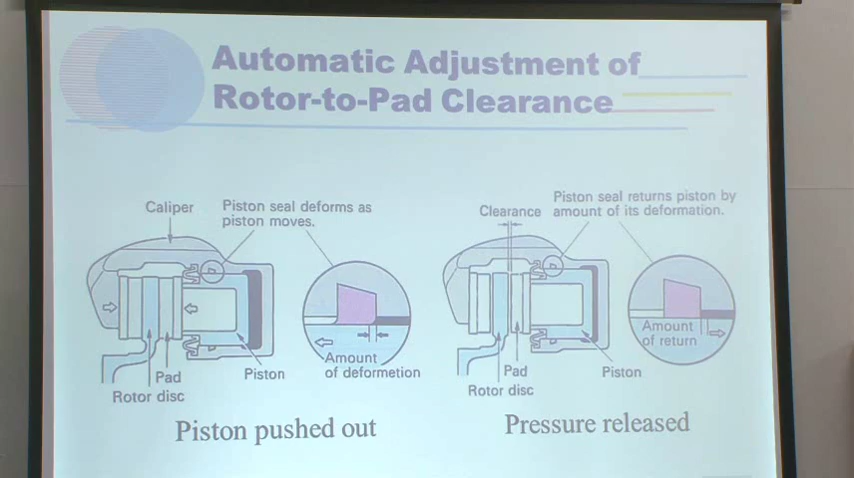 Automatic Adjustment of
Rotor-to-Pad Clearance
Caliper
Piston seal deforms as
piston moves.
Amount
of deformetion
Pad
Piston
Rotor disc
Piston pushed out
Piston seal returns piston by
amount of its deformation.
Clearance
Amount
of return
Pad
Piston
Rotor disc
Pressure released